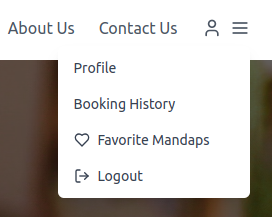 About Us Contact Us
Profile
Booking History
Favorite Mandaps
Logout